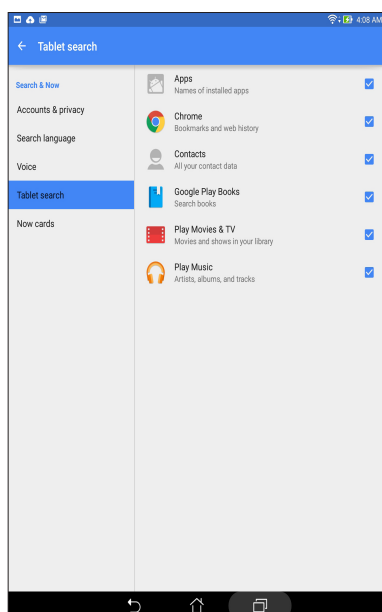 4:08 AM
Tablet search
Search & Now
Accounts & privacy
Search language
Voice
Tablet search
Now cards
Apps
Names of installed apps
Chrome
Bookmarks and web history
Contacts
All your contact data
Google Play Books
Search books
Play Movies & TV
Movies and shows in your library
Play Music
Artists, albums, and tracks